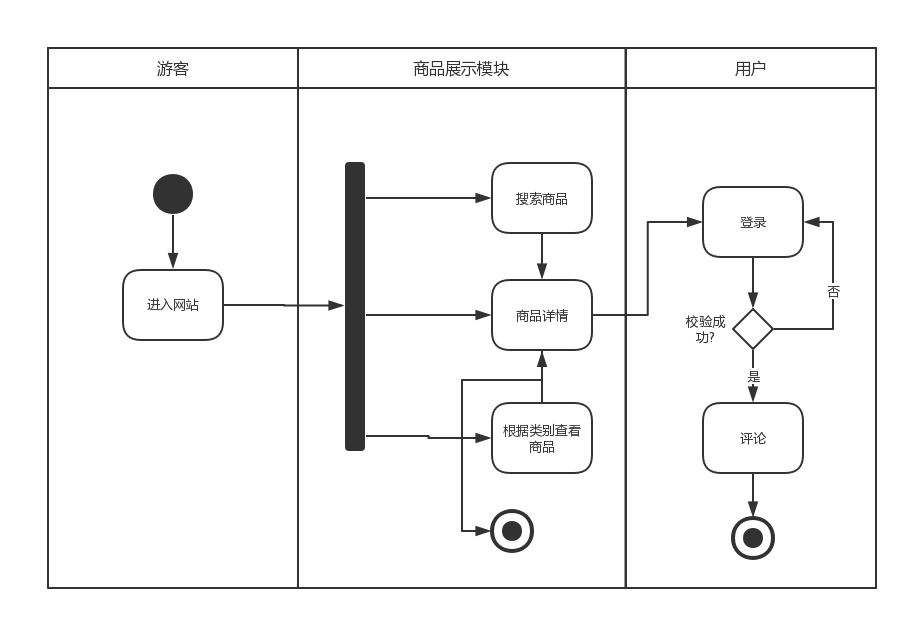 游客
商品展示模块
用户
进入网站
搜索商品
商品详情
根据类别查看
商品
登录
否
校验成
功?
是
评论